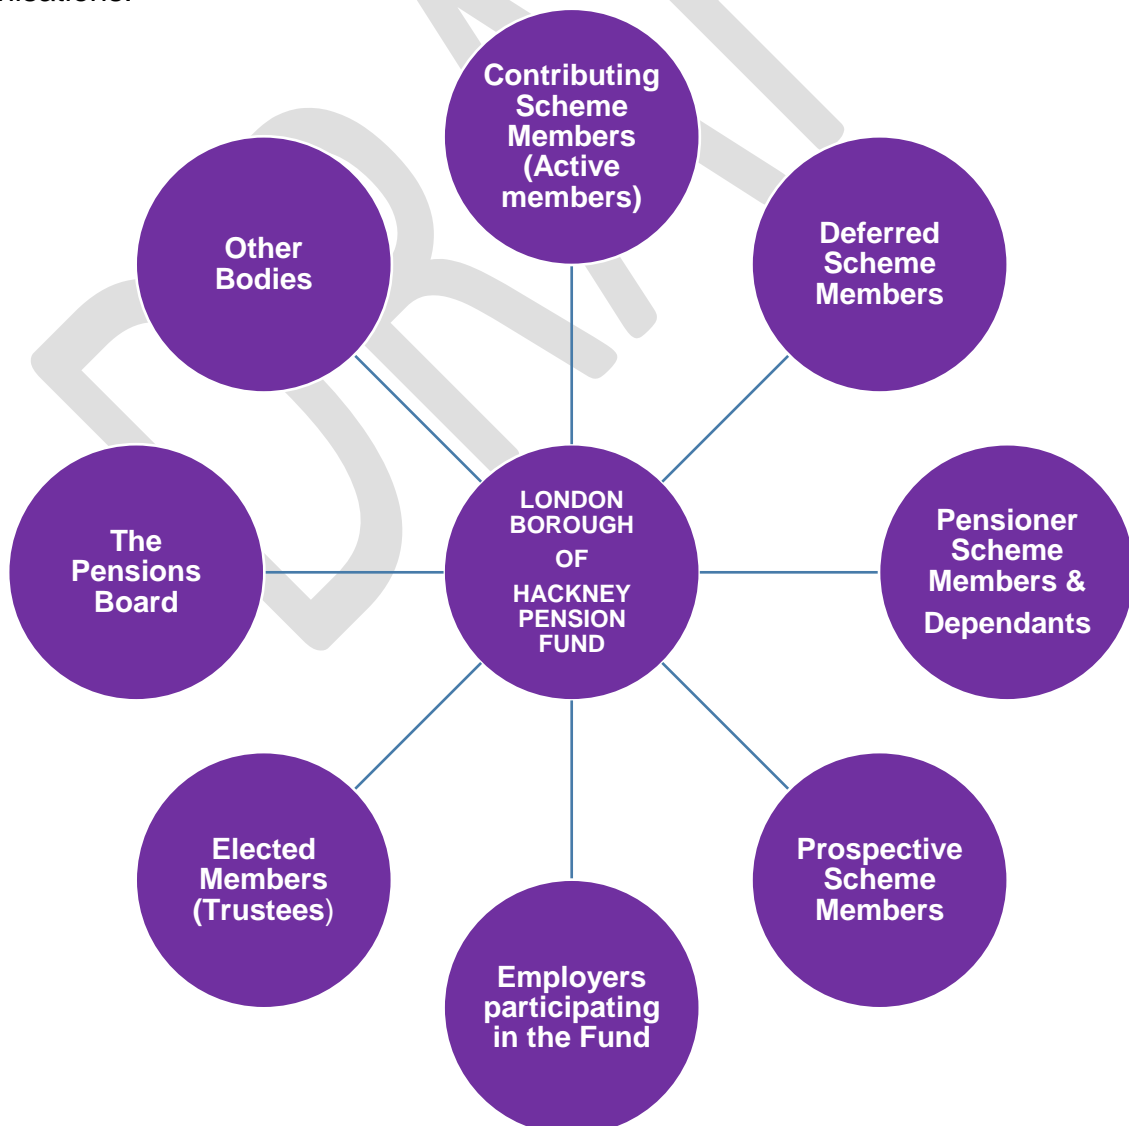 Contributing
Scheme
Members
(Active
members)
Other
Bodies
Deferred
Scheme
Members
The
Pensions
Board
LONDON
BOROUGH
OF
HACKNEY
PENSION
FUND
Pensioner
Scheme
Members &
Dependants
Elected
Members
(Trustees)
Prospective
Scheme
Members
Employers
participating
in the Fund
DRAFT